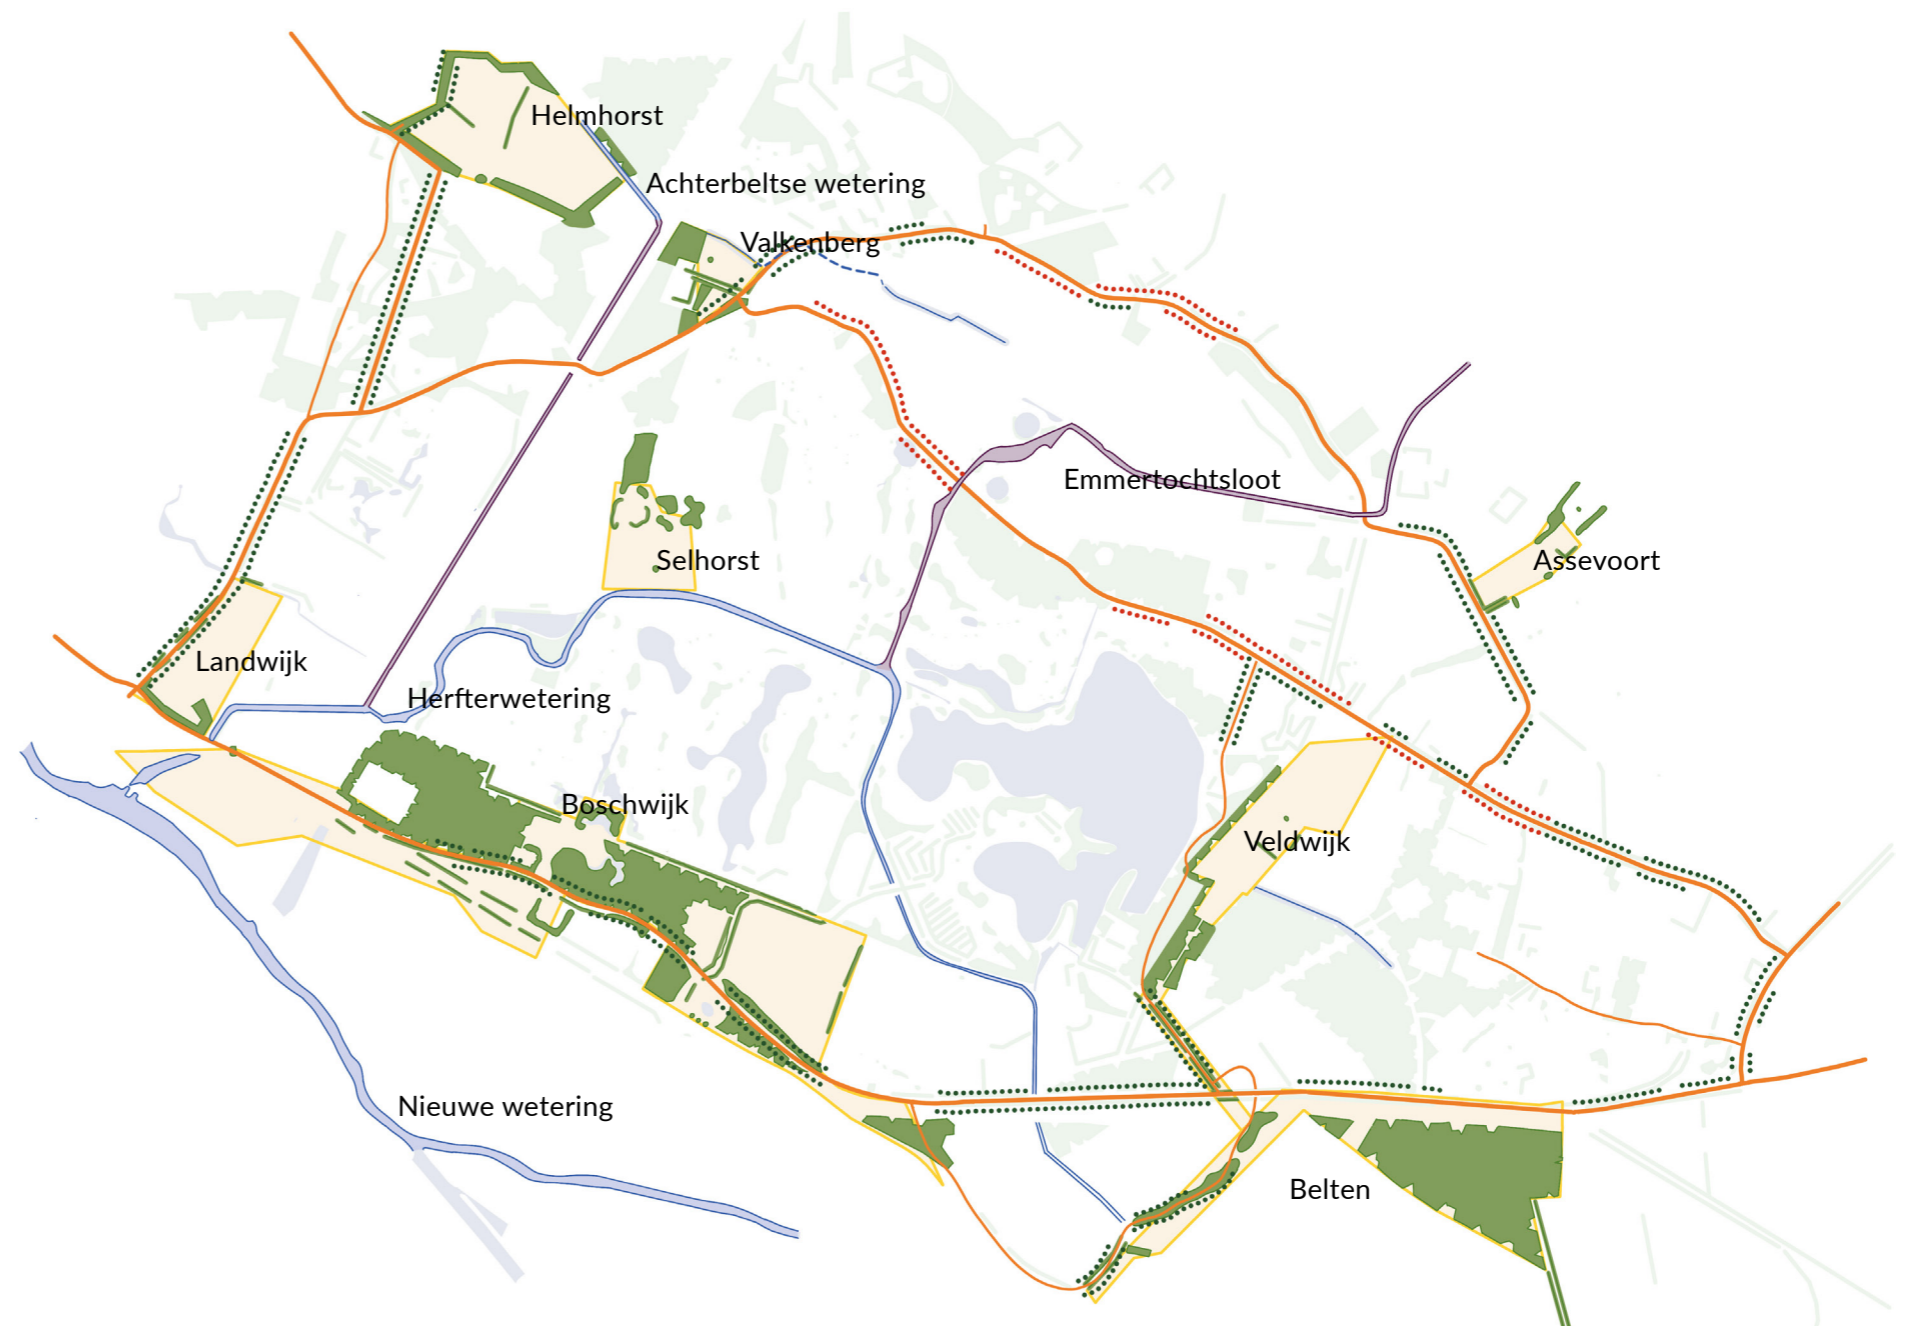 Helmhorst
Achterbeltse wetering
Valkenberg
Emmertochtsloot
Selhorst
Assevoort
Landwijk
Herfterwetering
Boschwijk
Veldwijk
Nieuwe wetering
Belten